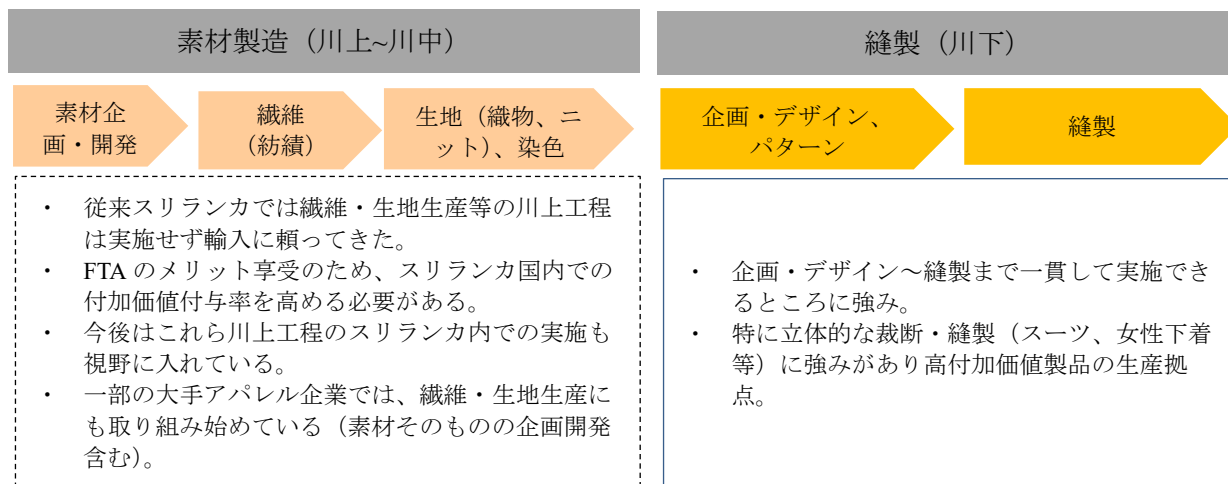 素材製造（川上~川中）
縫製（川下）
素材企
画・開発
繊維
（紡績）
生地（織物、ニ
ット）、染色
企画・デザイン、
パターン
縫製
・ 従来スリランカでは繊維・生地生産等の川上工程
は実施せず輸入に頼ってきた。
・ FTA のメリット享受のため、スリランカ国内での
付加価値付与率を高める必要がある。
・ 今後はこれら川上工程のスリランカ内での実施も
視野に入れている。
・ 一部の大手アパレル企業では、繊維・生地生産に
も取り組み始めている（素材そのものの企画開発
含む）。
・ 企画・デザイン～縫製まで一貫して実施でき
るところに強み。
・ 特に立体的な裁断・縫製（スーツ、女性下着
等）に強みがあり高付加価値製品の生産拠
点。